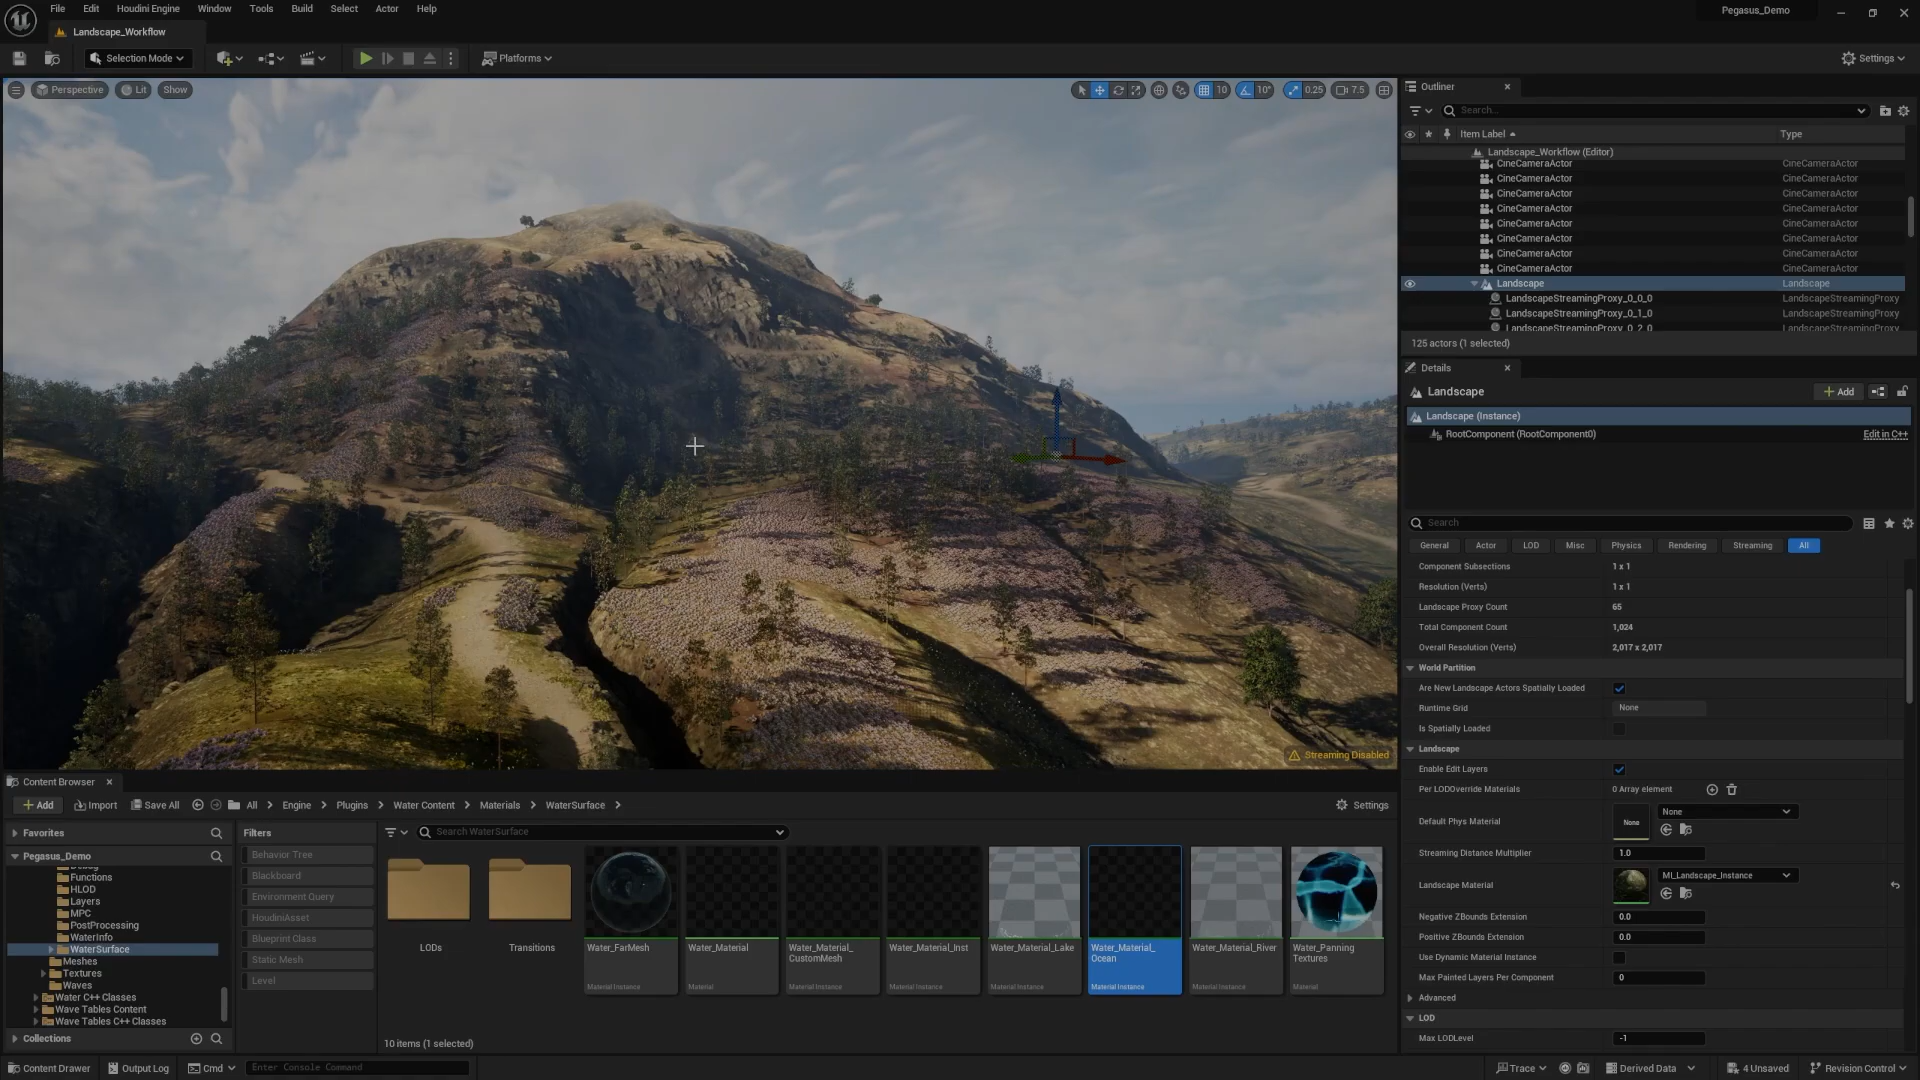 File Edit Houdini Engine Window Tools Build Select Actor Help
Pegasus_Demo
Landscape_Workflow
Selection Mode
Platforms
Settings
Perspective Lit Show
10 10° 0.25 7.5
Streaming Disabled
Outliner
Search...
Item Label Type
Landscape_Workflow (Editor)
CineCameraActor CineCameraActor
CineCameraActor CineCameraActor
CineCameraActor CineCameraActor
CineCameraActor CineCameraActor
CineCameraActor CineCameraActor
CineCameraActor CineCameraActor
CineCameraActor CineCameraActor
CineCameraActor CineCameraActor
Landscape Landscape
LandscapeStreamingProxy_0_0_0 LandscapeStreamingProxy
LandscapeStreamingProxy_0_1_0 LandscapeStreamingProxy
LandscapeStreamingProxy_0_2_0 LandscapeStreamingProxy
125 actors (1 selected)
Details
Landscape
Add
Landscape (Instance)
RootComponent (RootComponent0) Edit in C++
Search
General Actor LOD Misc Physics Rendering Streaming All
Component Subsections 1 x 1
Resolution (Verts) 1 x 1
Landscape Proxy Count 65
Total Component Count 1,024
Overall Resolution (Verts) 2,017 x 2,017
World Partition
Are New Landscape Actors Spatially Loaded
Runtime Grid None
Is Spatially Loaded
Landscape
Enable Edit Layers
Per LODOverride Materials 0 Array element
Default Phys Material None None
Streaming Distance Multiplier 1.0
Landscape Material MI_Landscape_Instance
Negative ZBounds Extension 0.0
Positive ZBounds Extension 0.0
Use Dynamic Material Instance
Max Painted Layers Per Component 0
Advanced
LOD
Max LODLevel -1
Content Browser
Add Import Save All All Engine Plugins Water Content Materials WaterSurface Settings
Favorites
Pegasus_Demo
Debug
Functions
HLOD
Layers
MPC
PostProcessing
WaterInfo
WaterSurface
Meshes
Textures
Waves
Water C++ Classes
Wave Tables Content
Wave Tables C++ Classes
Collections
Filters
Behavior Tree
Blackboard
Environment Query
HoudiniAsset
Blueprint Class
Static Mesh
Level
Search WaterSurface
LODs
Transitions
Water_FarMesh
Material Instance
Water_Material
Material
Water_Material_
CustomMesh
Material Instance
Water_Material_Inst
Material Instance
Water_Material_Lake
Material Instance
Water_Material_
Ocean
Material Instance
Water_Material_River
Material Instance
Water_Panning
Textures
Material
10 items (1 selected)
Content Drawer Output Log Cmd Enter Console Command Trace Derived Data 4 Unsaved Revision Control